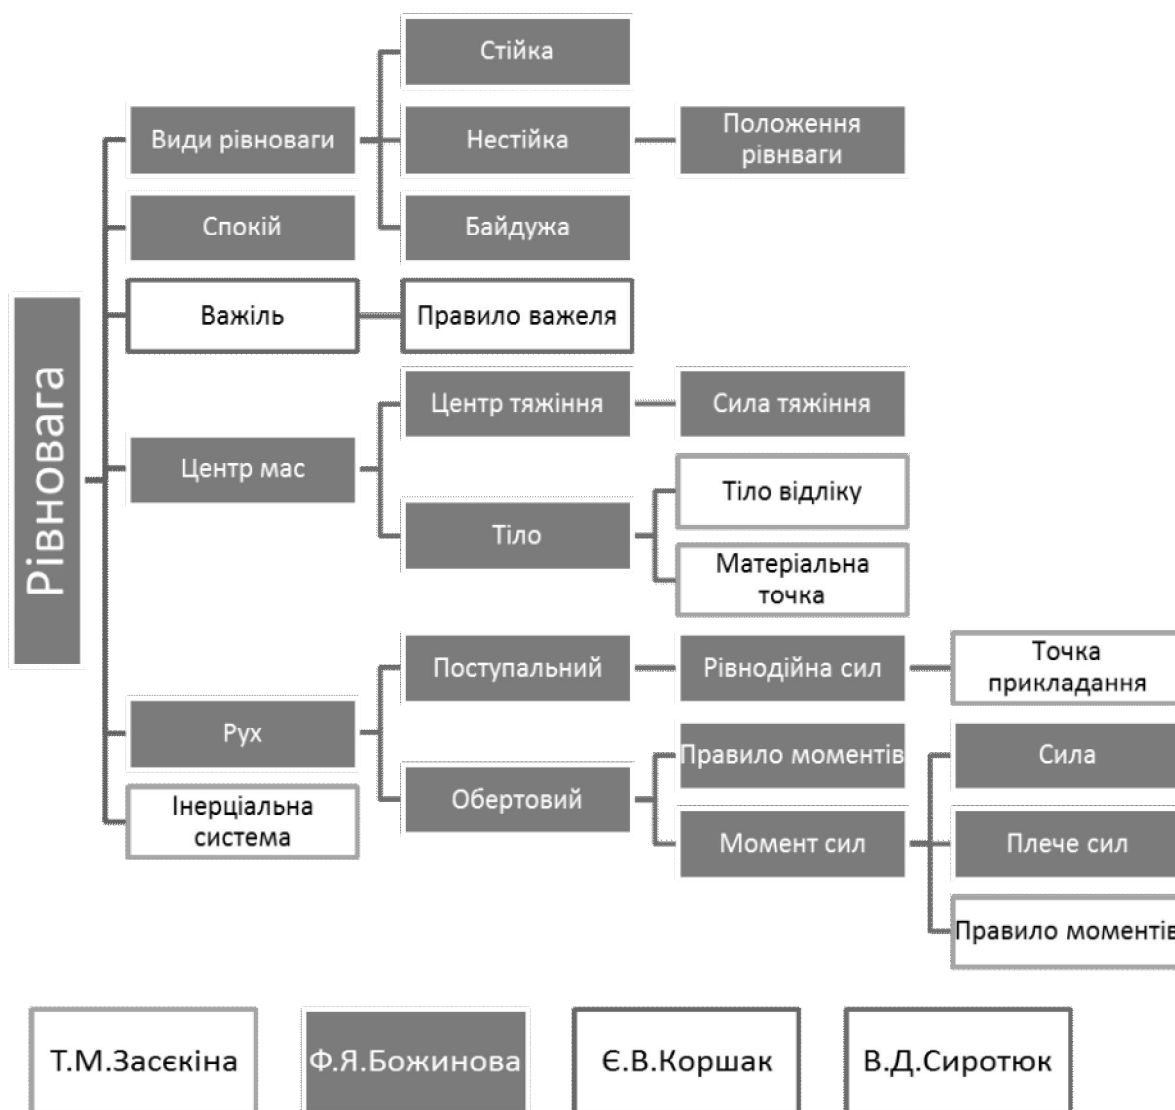 Стійка
Види рівноваги
Нестійка
Положення
рівнваги
Спокій
Байдужа
Важіль
Правило важеля
Рівновага
Центр тяжіння
Сила тяжіння
Центр мас
Тіло відліку
Тіло
Матеріальна
точка
Поступальний
Рівнодійна сил
Точка
прикладання
Рух
Правило моментів
Сила
Обертовий
Інерціальна
система
Момент сил
Плече сил
Правило моментів
Т.М.Засєкіна
Ф.Я.Божинова
Є.В.Коршак
В.Д.Сиротюк